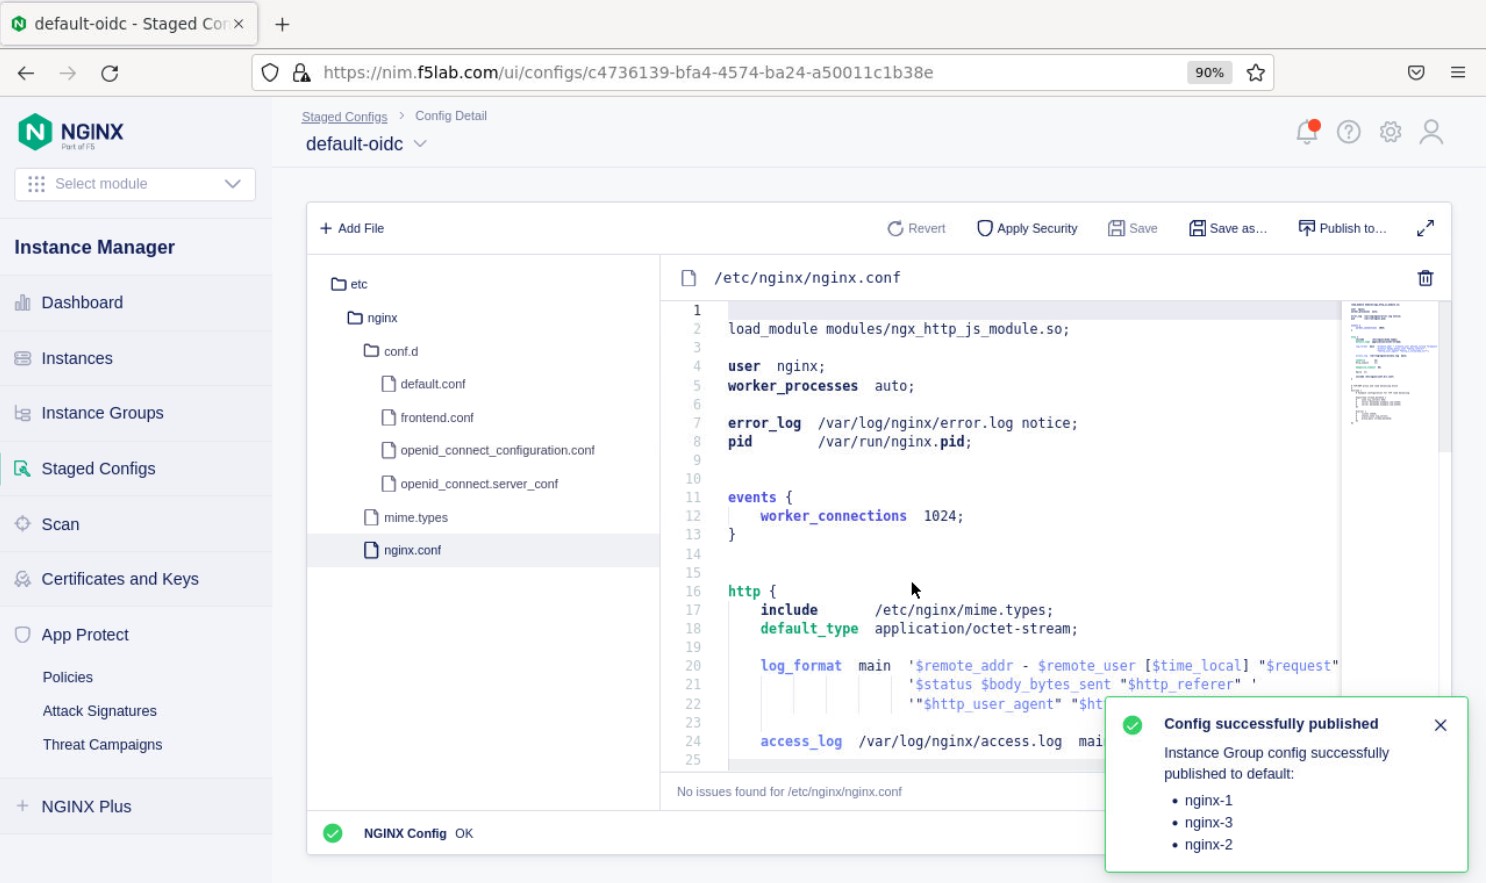 default-oidc - Staged Con
https://nim.f5lab.com/ui/configs/c4736139-bfa4-4574-ba24-a50011c1b38e
90%
NGINX
Part of F5
Select module
Instance Manager
Dashboard
Instances
Instance Groups
Staged Configs
Scan
Certificates and Keys
App Protect
Policies
Attack Signatures
Threat Campaigns
NGINX Plus
Staged Configs > Config Detail
default-oidc
Add File
Revert
Apply Security
Save
Save as...
Publish to...
etc
nginx
conf.d
default.conf
frontend.conf
openid_connect_configuration.conf
openid_connect.server_conf
mime.types
nginx.conf
/etc/nginx/nginx.conf
1
2 load_module modules/ngx_http_js_module.so;
3
4 user  nginx;
5 worker_processes  auto;
6
7 error_log  /var/log/nginx/error.log notice;
8 pid        /var/run/nginx.pid;
9
10
11 events {
12     worker_connections  1024;
13 }
14
15
16 http {
17     include       /etc/nginx/mime.types;
18     default_type  application/octet-stream;
19
20     log_format  main  '$remote_addr - $remote_user [$time_local] "$request"
21                       '$status $body_bytes_sent "$http_referer" '
22                       '"$http_user_agent" "$ht
23
24     access_log  /var/log/nginx/access.log  mai
25
No issues found for /etc/nginx/nginx.conf
NGINX Config OK
Config successfully published
Instance Group config successfully
published to default:
• nginx-1
• nginx-3
• nginx-2